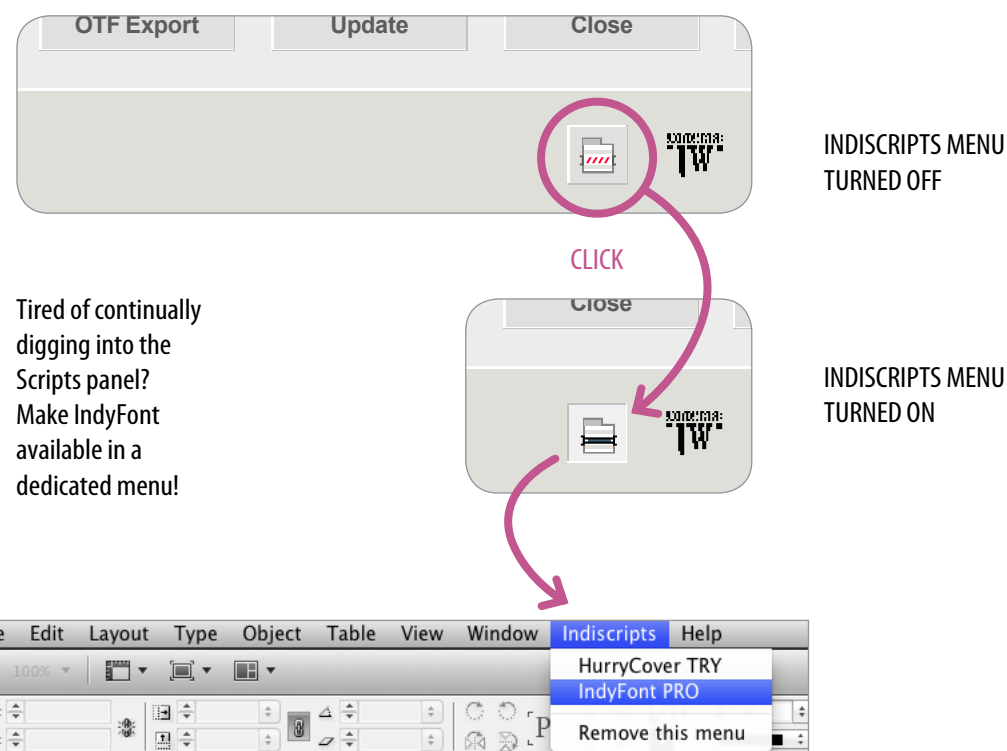 OTF Export Update Close
INDISCRIPTS MENU
TURNED OFF
CLICK
Tired of continually
digging into the
Scripts panel?
Make IndyFont
available in a
dedicated menu!
Close
INDISCRIPTS MENU
TURNED ON
e Edit Layout Type Object Table View Window Indiscripts Help
100%
HurryCover TRY
IndyFont PRO
P
Remove this menu